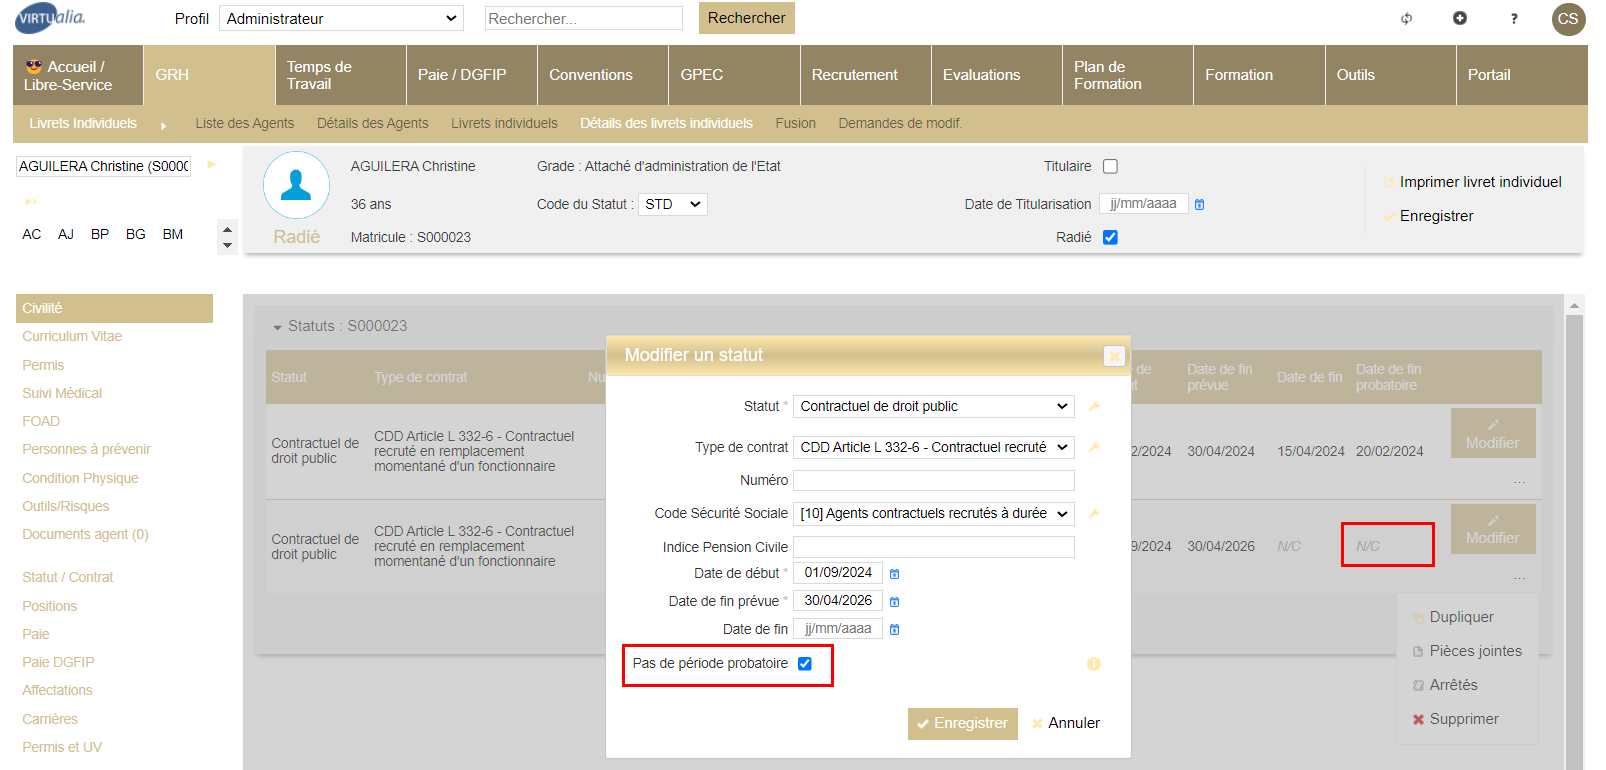 VIRTUalia.
Profil
Administrateur
Rechercher...
Rechercher
?
CS
Accueil /
Libre-Service
GRH
Temps de
Travail
Paie / DGFIP
Conventions
GPEC
Recrutement
Evaluations
Plan de
Formation
Formation
Outils
Portail
Livrets Individuels
Liste des Agents
Détails des Agents
Livrets individuels
Détails des livrets individuels
Fusion
Demandes de modif.
AGUILERA Christine (S000
AC AJ BP BG BM
Radié
AGUILERA Christine
36 ans
Matricule : S000023
Grade : Attaché d'administration de l'Etat
Code du Statut : STD
Titulaire
Date de Titularisation jj/mm/aaaa
Radié
Imprimer livret individuel
Enregistrer
Civilité
Curriculum Vitae
Permis
Suivi Médical
FOAD
Personnes à prévenir
Condition Physique
Outils/Risques
Documents agent (0)
Statut / Contrat
Positions
Paie
Paie DGFIP
Affectations
Carrières
Permis et UV
Statuts : S000023
Statut
Type de contrat
Nu
de
t
Date de fin
prévue
Date de fin
Date de fin
probatoire
Contractuel de
droit public
CDD Article L 332-6 - Contractuel
recruté en remplacement
momentané d'un fonctionnaire
2/2024
30/04/2024
15/04/2024
20/02/2024
Modifier
...
Contractuel de
droit public
CDD Article L 332-6 - Contractuel
recruté en remplacement
momentané d'un fonctionnaire
9/2024
30/04/2026
N/C
N/C
Modifier
...
Dupliquer
Pièces jointes
Arrêtés
Supprimer
Modifier un statut
Statut * Contractuel de droit public
Type de contrat CDD Article L 332-6 - Contractuel recruté
Numéro
Code Sécurité Sociale [10] Agents contractuels recrutés à durée
Indice Pension Civile
Date de début * 01/09/2024
Date de fin prévue * 30/04/2026
Date de fin jj/mm/aaaa
Pas de période probatoire
Enregistrer
Annuler